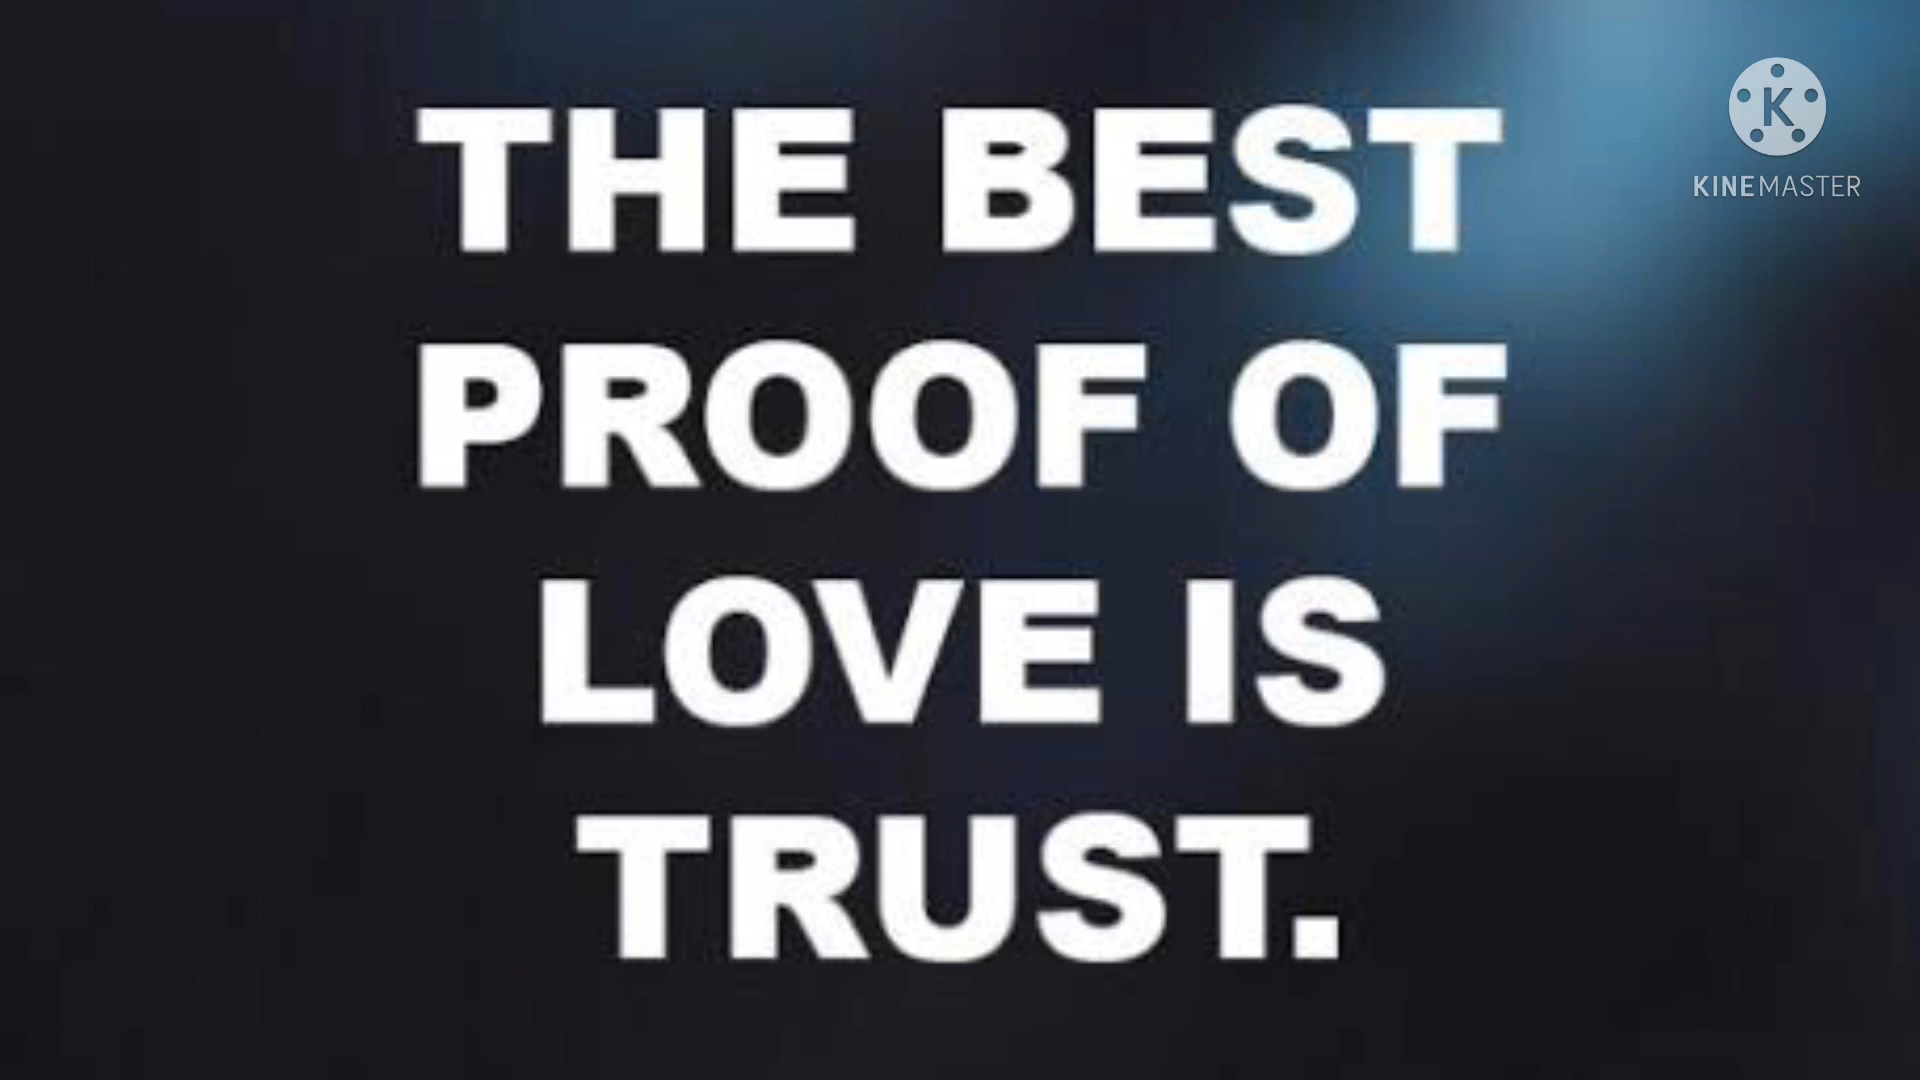 THE BEST
PROOF OF
LOVE IS
TRUST.
K
KINEMASTER